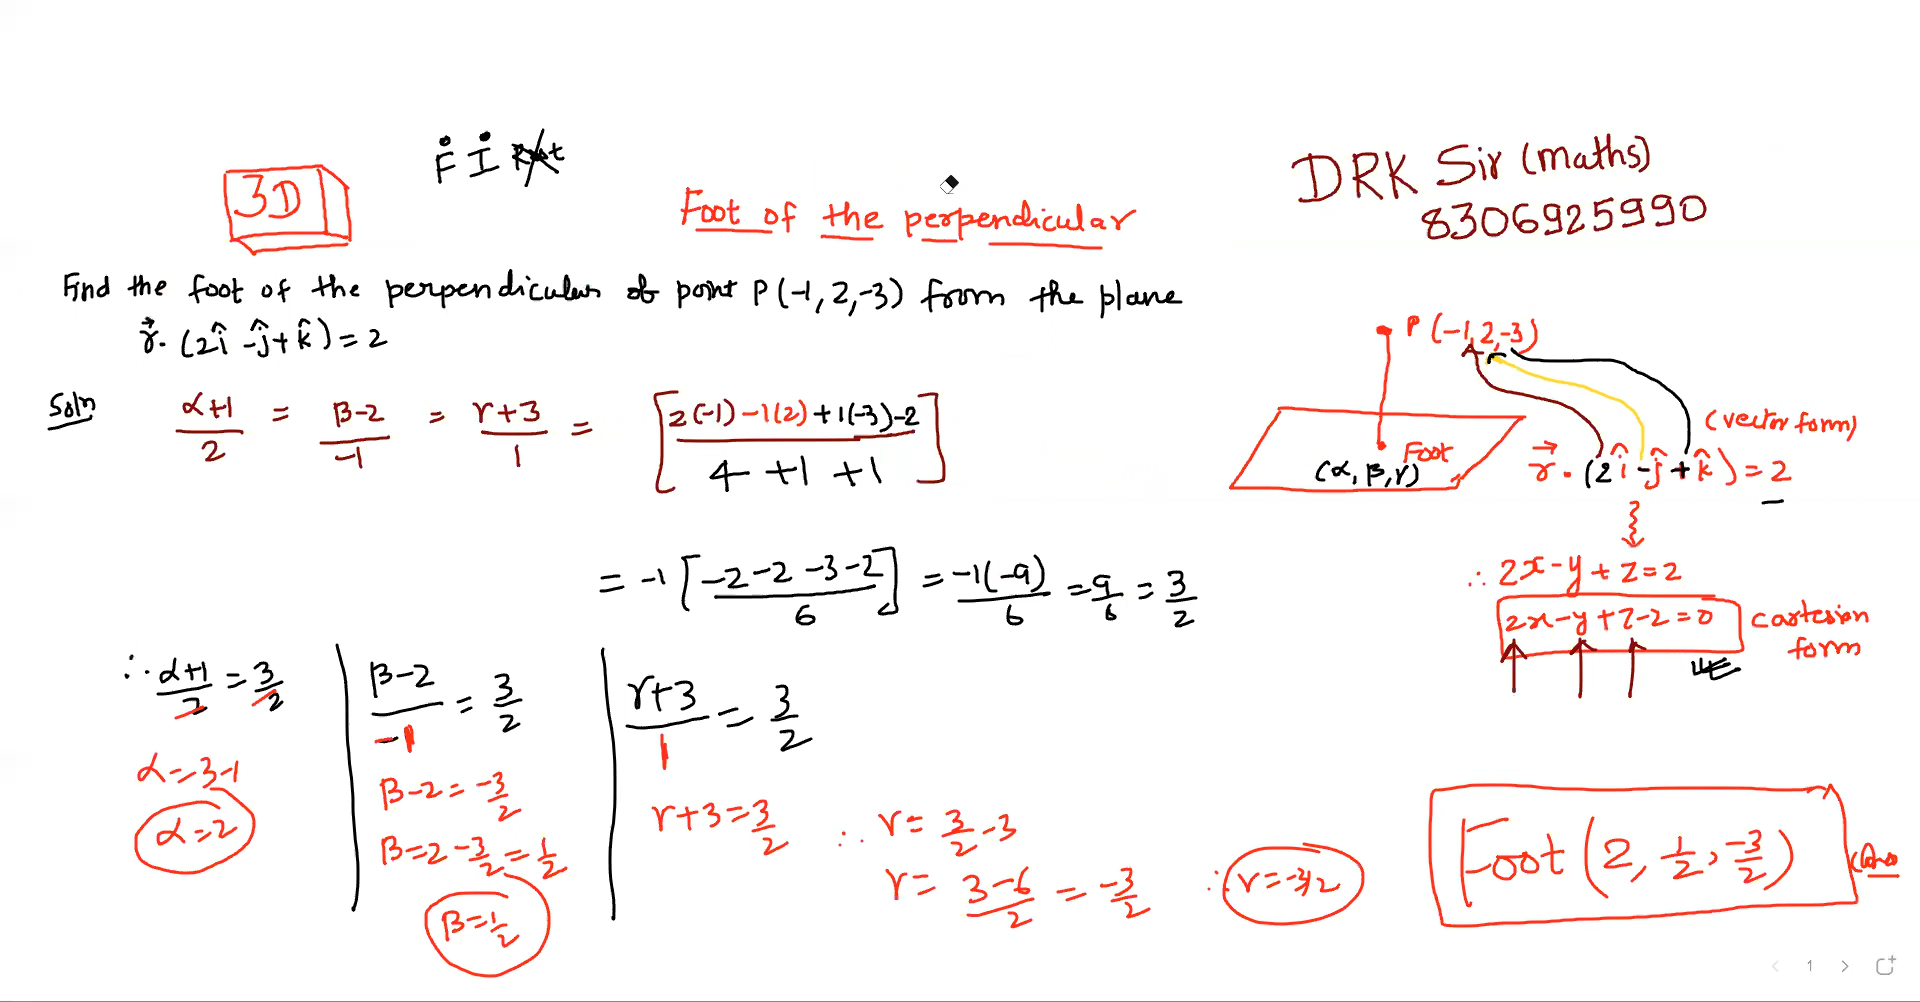 F I
3D
DRK Sir (maths)
8306925990
Foot of the perpendicular
Find the foot of the perpendicular of point P(-1,2,-3) from the plane
r⃗. (2î -ĵ+k̂) = 2
P (-1,2,-3)
Soln
α+1/2 = β-2/-1 = r+3/1 = [2(-1) -1(2) +1(-3)-2 / 4 +1 +1]
(vector form)
Foot
(α, β, r)
r⃗. (2î -ĵ + k̂) = 2
= -1 [-2-2-3-2 / 6] = -1(-9)/6 = 9/6 = 3/2
∴ 2x-y+z=2
2x-y+z-2=0 cartesion form
∴ α+1/2 = 3/2
α=3-1
α=2
β-2/-1 = 3/2
β-2 = -3/2
β=2-3/2=1/2
β=1/2
r+3/1 = 3/2
r+3=3/2
∴ r = 3/2 -3
r = 3-6/2 = -3/2
∴ r=-3/2
Foot (2, 1/2, -3/2) Ans
1